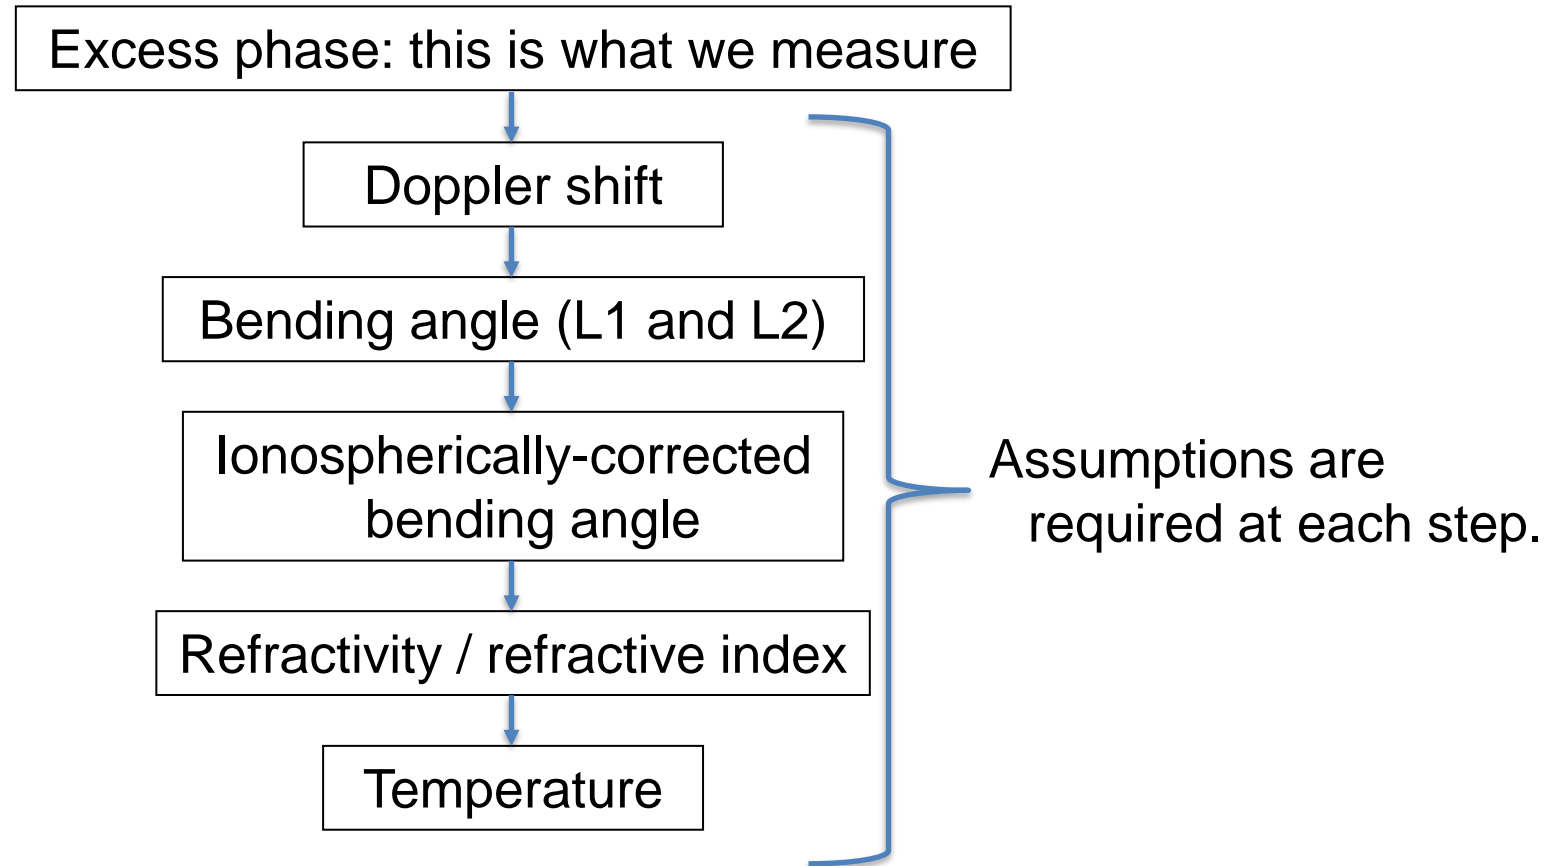 Excess phase: this is what we measure
Doppler shift
Bending angle (L1 and L2)
Ionospherically-corrected
bending angle
Assumptions are
required at each step.
Refractivity / refractive index
Temperature